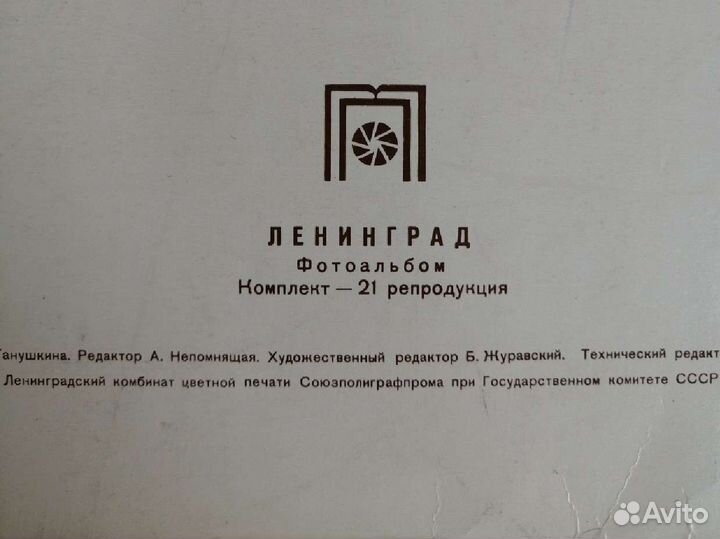 ЛЕНИНГРАД
Фотоальбом
Комплект — 21 репродукция
Ганушкина. Редактор А. Непомнящая. Художественный редактор Б. Журавский. Технический редакт
Ленинградский комбинат цветной печати Союзполиграфпрома при Государственном комитете СССР
Avito